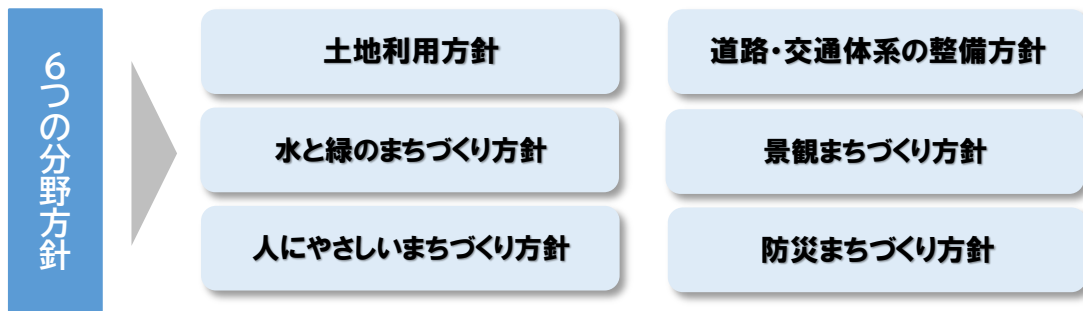 6つの分野方針
土地利用方針
道路・交通体系の整備方針
水と緑のまちづくり方針
景観まちづくり方針
人にやさしいまちづくり方針
防災まちづくり方針